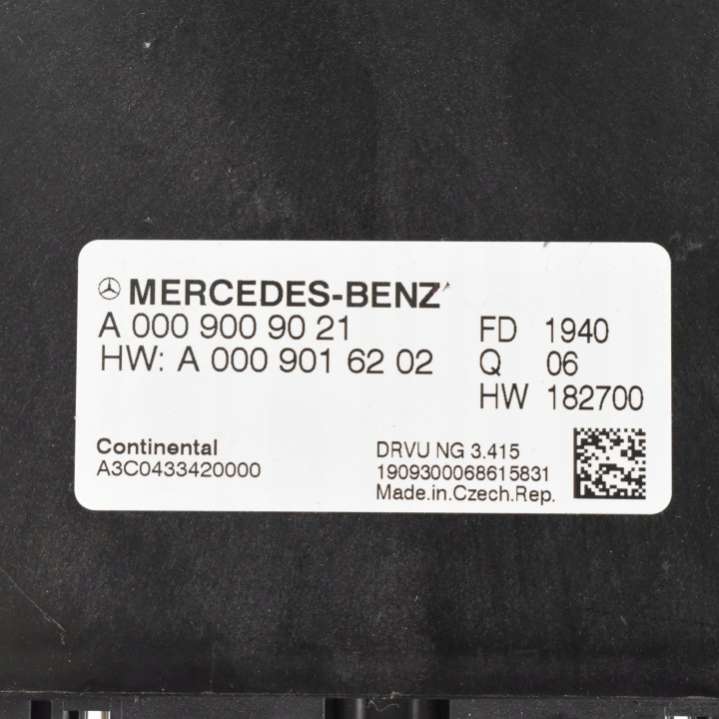 MERCEDES-BENZ
A 000 900 90 21
HW: A 000 901 62 02
FD 1940
Q 06
HW 182700
Continental
A3C0433420000
DRVU NG 3.415
1909300068615831
Made.in.Czech.Rep.